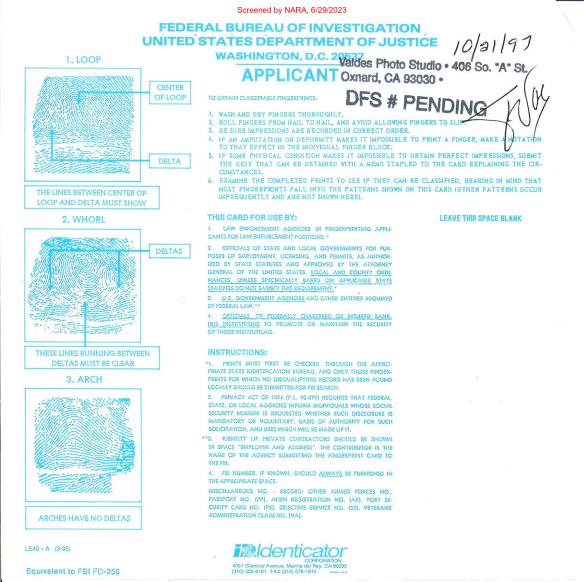 Screened by NARA, 6/29/2023
FEDERAL BUREAU OF INVESTIGATION
UNITED STATES DEPARTMENT OF JUSTICE
WASHINGTON, D.C. 20537
APPLICANT
10/21/97
Valdes Photo Studio • 406 So. "A" St.
Oxnard, CA 93030 •
DFS # PENDING
1. LOOP
CENTER
OF LOOP
DELTA
THE LINES BETWEEN CENTER OF
LOOP AND DELTA MUST SHOW
2. WHORL
DELTAS
THESE LINES RUNNING BETWEEN
DELTAS MUST BE CLEAR
3. ARCH
ARCHES HAVE NO DELTAS
TO OBTAIN CLASSIFIABLE FINGERPRINTS:
1. WASH AND DRY FINGERS THOROUGHLY.
2. ROLL FINGERS FROM NAIL TO NAIL, AND AVOID ALLOWING FINGERS TO SLIP.
3. BE SURE IMPRESSIONS ARE RECORDED IN CORRECT ORDER.
4. IF AN AMPUTATION OR DEFORMITY MAKES IT IMPOSSIBLE TO PRINT A FINGER, MAKE A NOTATION
TO THAT EFFECT IN THE INDIVIDUAL FINGER BLOCK.
5. IF SOME PHYSICAL CONDITION MAKES IT IMPOSSIBLE TO OBTAIN PERFECT IMPRESSIONS, SUBMIT
THE BEST THAT CAN BE OBTAINED WITH A MEMO STAPLED TO THE CARD EXPLAINING THE CIR-
CUMSTANCES.
6. EXAMINE THE COMPLETED PRINTS TO SEE IF THEY CAN BE CLASSIFIED, BEARING IN MIND THAT
MOST FINGERPRINTS FALL INTO THE PATTERNS SHOWN ON THIS CARD (OTHER PATTERNS OCCUR
INFREQUENTLY AND ARE NOT SHOWN HERE).
THIS CARD FOR USE BY:
LEAVE THIS SPACE BLANK
1. LAW ENFORCEMENT AGENCIES IN FINGERPRINTING APPLI-
CANTS FOR LAW ENFORCEMENT POSITIONS.*
2. OFFICIALS OF STATE AND LOCAL GOVERNMENTS FOR PUR-
POSES OF EMPLOYMENT, LICENSING, AND PERMITS, AS AUTHOR-
IZED BY STATE STATUTES AND APPROVED BY THE ATTORNEY
GENERAL OF THE UNITED STATES. LOCAL AND COUNTY ORDI-
NANCES, UNLESS SPECIFICALLY BASED ON APPLICABLE STATE
STATUTES DO NOT SATISFY THIS REQUIREMENT.*
3. U.S. GOVERNMENT AGENCIES AND OTHER ENTITIES REQUIRED
BY FEDERAL LAW.**
4. OFFICIALS OF FEDERALLY CHARTERED OR INSURED BANK-
ING INSTITUTIONS TO PROMOTE OR MAINTAIN THE SECURITY
OF THOSE INSTITUTIONS.
INSTRUCTIONS:
*1. PRINTS MUST FIRST BE CHECKED THROUGH THE APPRO-
PRIATE STATE IDENTIFICATION BUREAU, AND ONLY THOSE FINGER-
PRINTS FOR WHICH NO DISQUALIFYING RECORD HAS BEEN FOUND
LOCALLY SHOULD BE SUBMITTED FOR FBI SEARCH.
2. PRIVACY ACT OF 1974 (P.L. 93-579) REQUIRES THAT FEDERAL,
STATE, OR LOCAL AGENCIES INFORM INDIVIDUALS WHOSE SOCIAL
SECURITY NUMBER IS REQUESTED WHETHER SUCH DISCLOSURE IS
MANDATORY OR VOLUNTARY, BASIS OF AUTHORITY FOR SUCH
SOLICITATION, AND USES WHICH WILL BE MADE OF IT.
**3. IDENTITY OF PRIVATE CONTRACTORS SHOULD BE SHOWN
IN SPACE "EMPLOYER AND ADDRESS". THE CONTRIBUTOR IS
THE NAME OF THE AGENCY SUBMITTING THE FINGERPRINT CARD TO
THE FBI.
4. FBI NUMBER, IF KNOWN, SHOULD ALWAYS BE FURNISHED IN
THE APPROPRIATE SPACE.
MISCELLANEOUS NO. - RECORD: OTHER ARMED FORCES NO.,
PASSPORT NO. (PP), ALIEN REGISTRATION NO. (AR), PORT SE-
CURITY CARD NO. (PS), SELECTIVE SERVICE NO. (SS), VETERANS'
ADMINISTRATION CLAIM NO. (VA).
LE40-A (3-95)
Equivalent to FBI FD-258
Identicator
CORPORATION
4051 Glencoe Avenue, Marina del Rey, CA 90292
(310) 305-8181 FAX (310) 578-1910